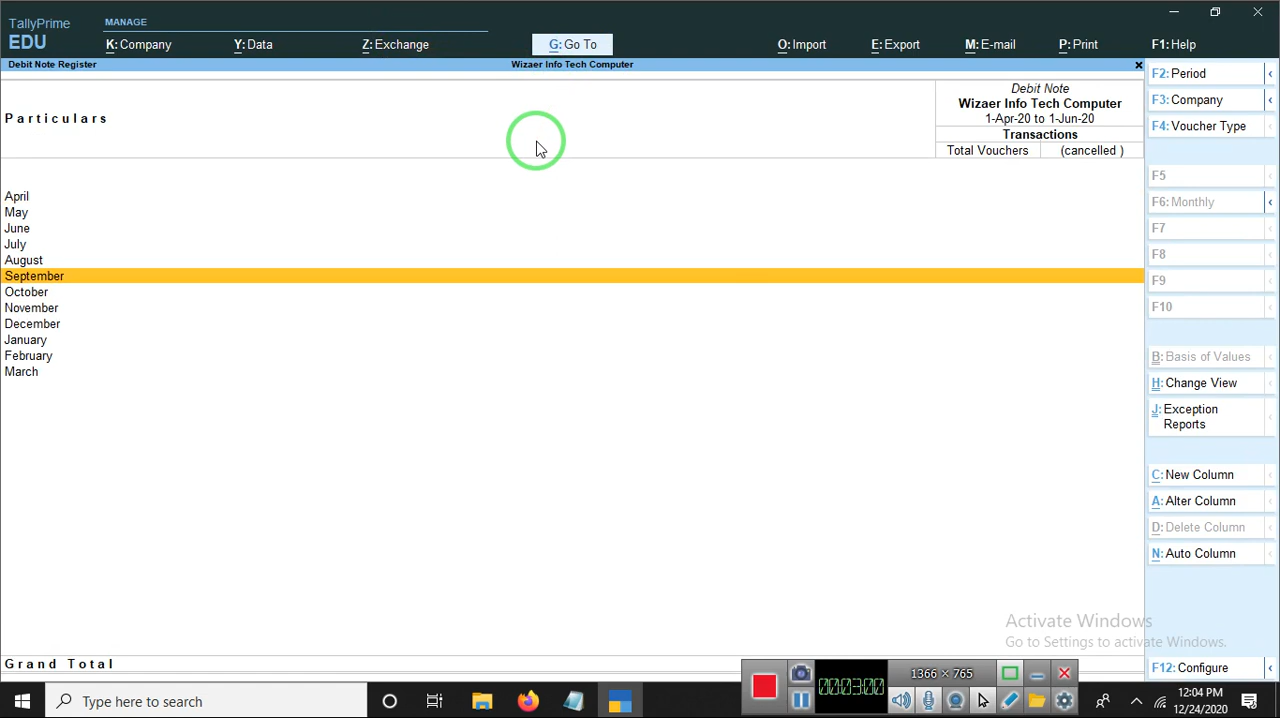 TallyPrime
EDU
MANAGE
K: Company
Y: Data
Z: Exchange
G: Go To
O: Import
E: Export
M: E-mail
P: Print
F1: Help
Debit Note Register
Wizaer Info Tech Computer
Particulars
Debit Note
Wizaer Info Tech Computer
1-Apr-20 to 1-Jun-20
Transactions
Total Vouchers
(cancelled )
April
May
June
July
August
September
October
November
December
January
February
March
Grand Total
F2: Period
F3: Company
F4: Voucher Type
F5
F6: Monthly
F7
F8
F9
F10
B: Basis of Values
H: Change View
J: Exception
Reports
C: New Column
A: Alter Column
D: Delete Column
N: Auto Column
Activate Windows
Go to Settings to activate Windows.
F12: Configure
00:03:00
1366 × 765
Type here to search
12:04 PM
12/24/2020